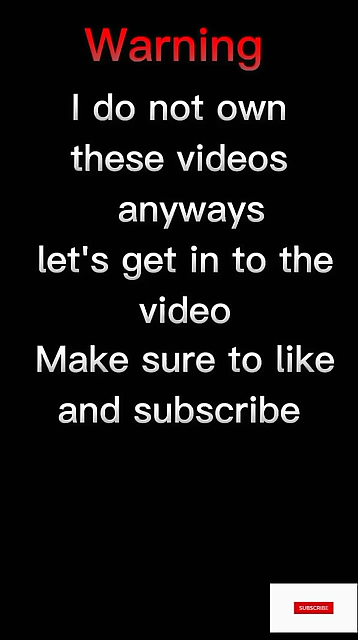 Warning
I do not own
these videos
anyways
let's get in to the
video
Make sure to like
and subscribe
SUBSCRIBE